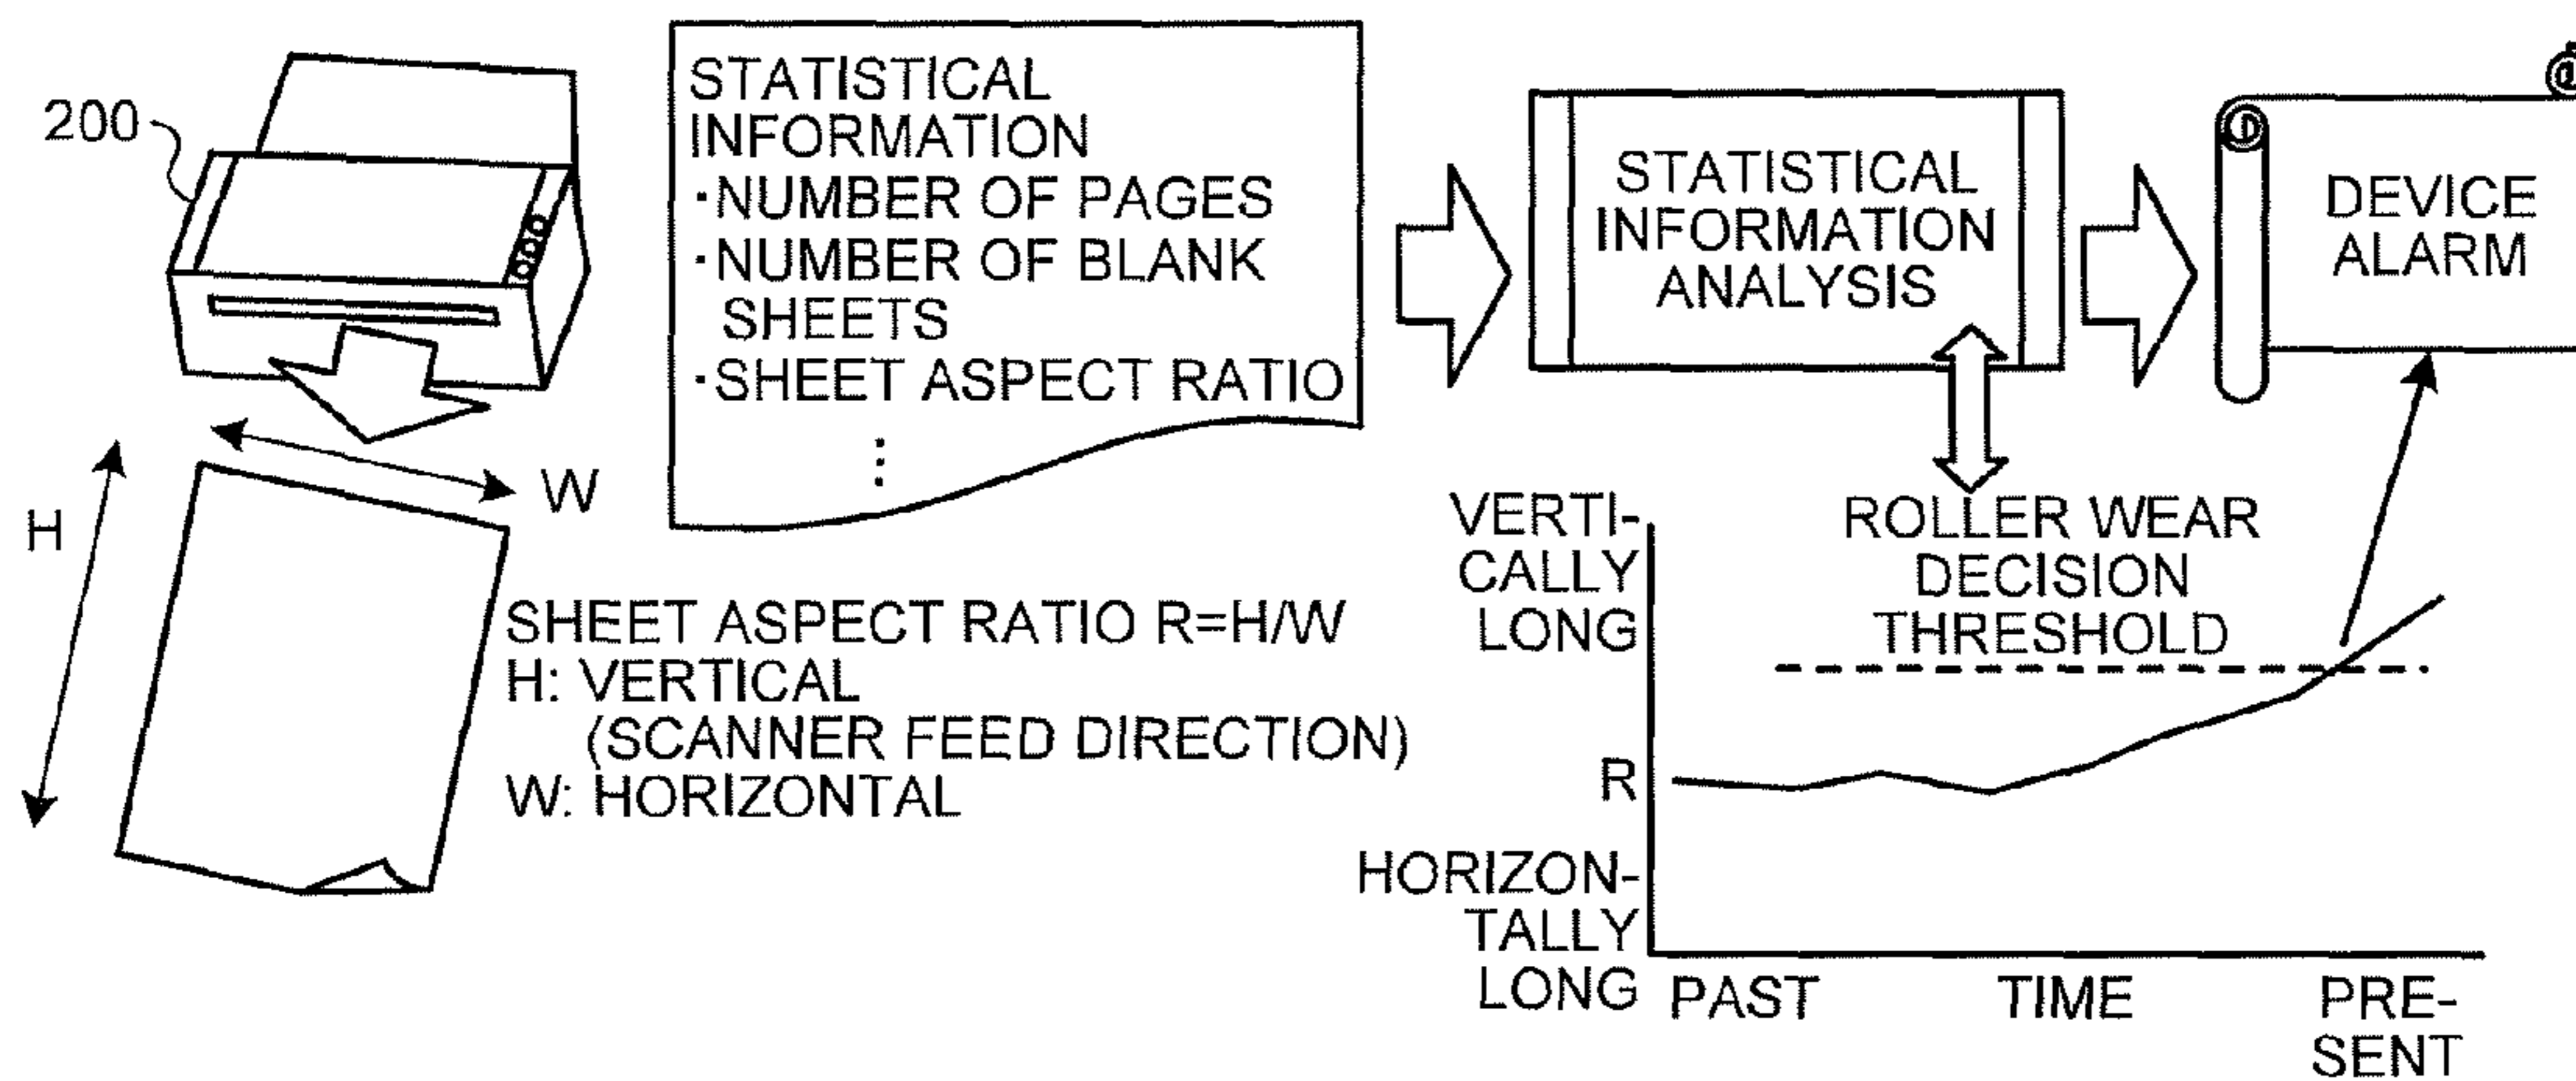 200
STATISTICAL
INFORMATION
·NUMBER OF PAGES
·NUMBER OF BLANK
SHEETS
·SHEET ASPECT RATIO
⋮
STATISTICAL
INFORMATION
ANALYSIS
DEVICE
ALARM
H
W
SHEET ASPECT RATIO R=H/W
H: VERTICAL
(SCANNER FEED DIRECTION)
W: HORIZONTAL
VERTI-
CALLY
LONG
R
HORIZON-
TALLY
LONG
ROLLER WEAR
DECISION
THRESHOLD
PAST
TIME
PRE-
SENT